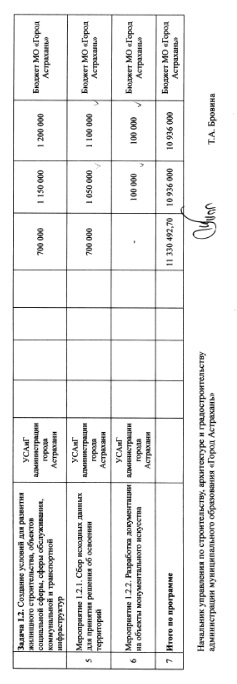 Задача 1.2. Создание условий для развития
жилищного строительства, объектов
социальной сферы, сферы обслуживания,
коммунальной и транспортной
инфраструктур
УСАиГ
администрации
города
Астрахани
700 000
1 150 000
1 200 000
Бюджет МО «Город
Астрахань»
5
Мероприятие 1.2.1. Сбор исходных данных
для принятия решения об освоении
территорий
УСАиГ
администрации
города
Астрахани
700 000
1 050 000
1 100 000
Бюджет МО «Город
Астрахань»
6
Мероприятие 1.2.2. Разработка документации
на объекты монументального искусства
УСАиГ
администрации
города
Астрахани
-
100 000
100 000
Бюджет МО «Город
Астрахань»
7
Итого по программе
11 330 492,70
10 936 000
10 936 000
Бюджет МО «Город
Астрахань»
Начальник управления по строительству, архитектуре и градостроительству
администрации муниципального образования «Город Астрахань»
Т.А. Бровина